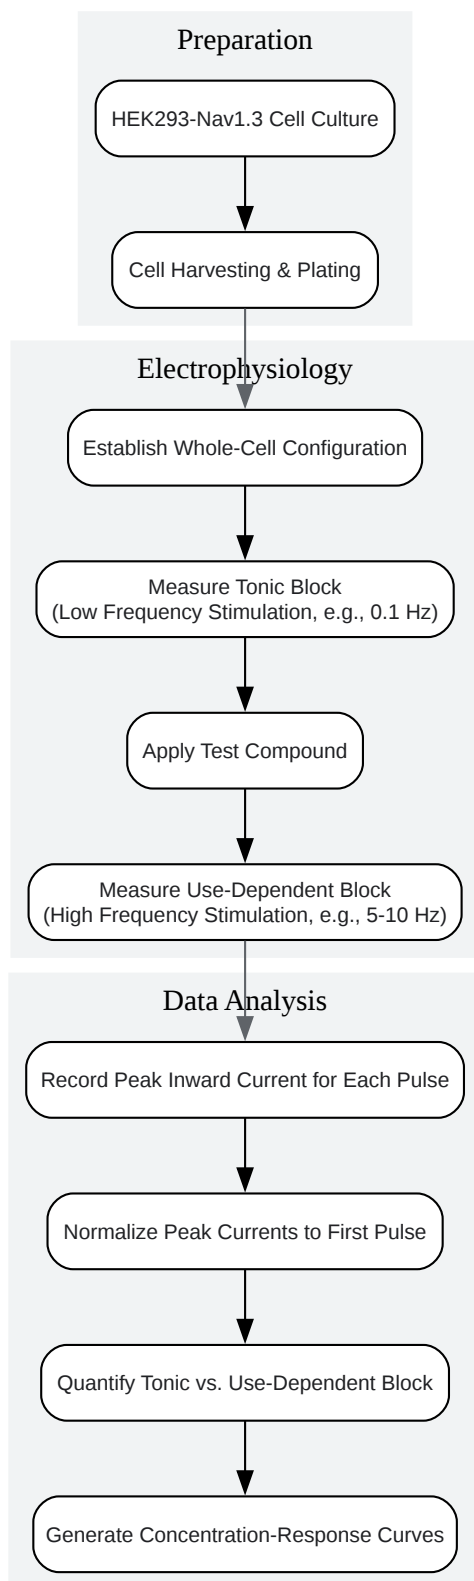 Preparation
HEK293-Nav1.3 Cell Culture
Cell Harvesting & Plating
Electrophysiology
Establish Whole-Cell Configuration
Measure Tonic Block
(Low Frequency Stimulation, e.g., 0.1 Hz)
Apply Test Compound
Measure Use-Dependent Block
(High Frequency Stimulation, e.g., 5-10 Hz)
Data Analysis
Record Peak Inward Current for Each Pulse
Normalize Peak Currents to First Pulse
Quantify Tonic vs. Use-Dependent Block
Generate Concentration-Response Curves